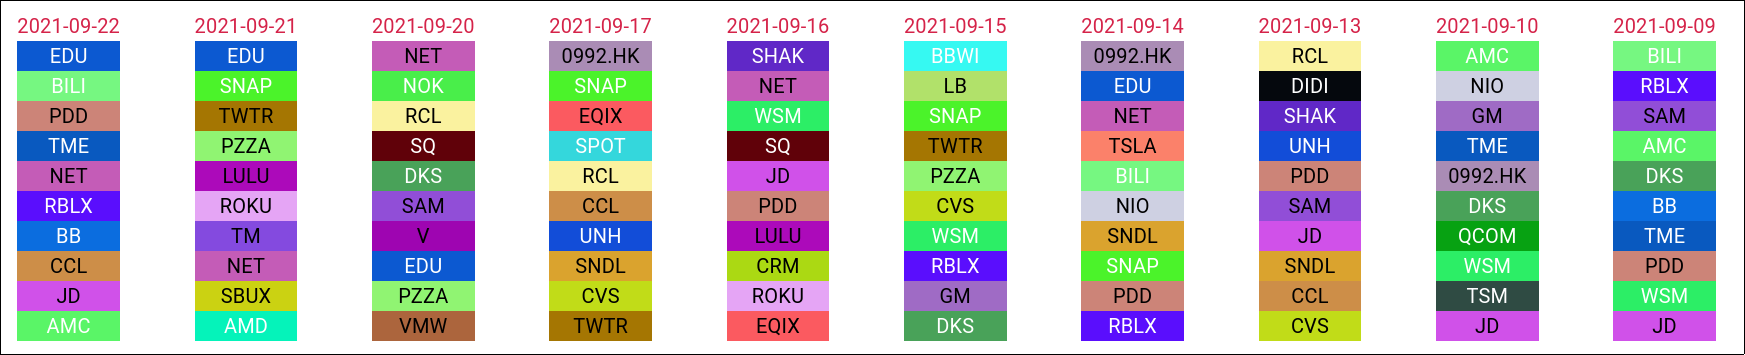 2021-09-22 2021-09-21 2021-09-20 2021-09-17 2021-09-16 2021-09-15 2021-09-14 2021-09-13 2021-09-10 2021-09-09
EDU EDU NET 0992.HK SHAK BBWI 0992.HK RCL AMC BILI
BILI SNAP NOK SNAP NET LB EDU DIDI NIO RBLX
PDD TWTR RCL EQIX WSM SNAP NET SHAK GM SAM
TME PZZA SQ SPOT SQ TWTR TSLA UNH TME AMC
NET LULU DKS RCL JD PZZA BILI PDD 0992.HK DKS
RBLX ROKU SAM CCL PDD CVS NIO SAM DKS BB
BB TM V UNH LULU WSM SNDL JD QCOM TME
CCL NET EDU SNDL CRM RBLX SNAP SNDL WSM PDD
JD SBUX PZZA CVS ROKU GM PDD CCL TSM WSM
AMC AMD VMW TWTR EQIX DKS RBLX CVS JD JD